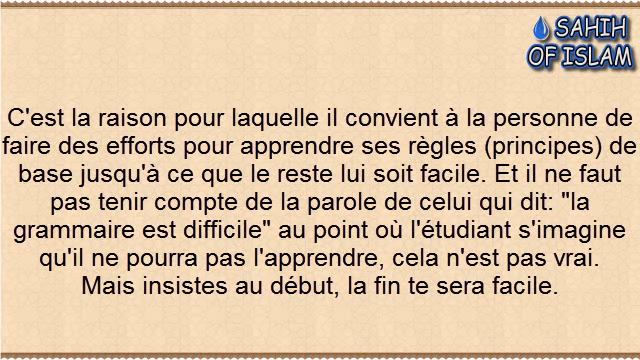 SAHIH
OF ISLAM
C'est la raison pour laquelle il convient à la personne de
faire des efforts pour apprendre ses règles (principes) de
base jusqu'à ce que le reste lui soit facile. Et il ne faut
pas tenir compte de la parole de celui qui dit: "la
grammaire est difficile" au point où l'étudiant s'imagine
qu'il ne pourra pas l'apprendre, cela n'est pas vrai.
Mais insistes au début, la fin te sera facile.